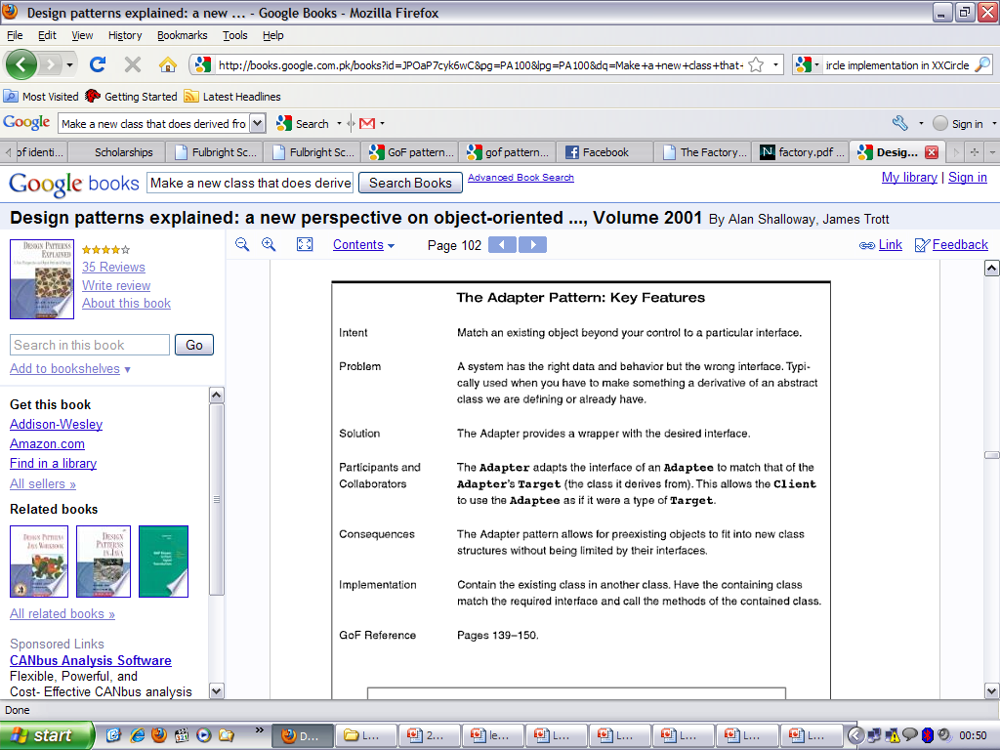 Design patterns explained: a new ... - Google Books - Mozilla Firefox
File Edit View History Bookmarks Tools Help
http://books.google.com.pk/books?id=JPOaP7cyk6wC&pg=PA100&lpg=PA100&dq=Make+a+new+class+that-
ircle implementation in XXCircle
Most Visited Getting Started Latest Headlines
Google Make a new class that does derived fro Search Sign in
of identi... Scholarships Fulbright Sc... Fulbright Sc... GoF pattern... gof pattern... Facebook The Factory... factory.pdf ... Desig...
Google books Make a new class that does derive Search Books Advanced Book Search My library | Sign in
Design patterns explained: a new perspective on object-oriented ..., Volume 2001 By Alan Shalloway, James Trott
Contents Page 102 Link Feedback
DESIGN PATTERNS
EXPLAINED
35 Reviews
Write review
About this book
Search in this book Go
Add to bookshelves
Get this book
Addison-Wesley
Amazon.com
Find in a library
All sellers »
Related books
DESIGN PATTERNS
JAVA WORKBOOK
DESIGN
PATTERNS
IN JAVA
All related books »
Sponsored Links
CANbus Analysis Software
Flexible, Powerful, and
Cost- Effective CANbus analysis
The Adapter Pattern: Key Features
Intent Match an existing object beyond your control to a particular interface.
Problem A system has the right data and behavior but the wrong interface. Typi-
cally used when you have to make something a derivative of an abstract
class we are defining or already have.
Solution The Adapter provides a wrapper with the desired interface.
Participants and The Adapter adapts the interface of an Adaptee to match that of the
Collaborators Adapter's Target (the class it derives from). This allows the Client
to use the Adaptee as if it were a type of Target.
Consequences The Adapter pattern allows for preexisting objects to fit into new class
structures without being limited by their interfaces.
Implementation Contain the existing class in another class. Have the containing class
match the required interface and call the methods of the contained class.
GoF Reference Pages 139–150.
Done
start » D... L... 2... le... L... L... L... L... L... 00:50